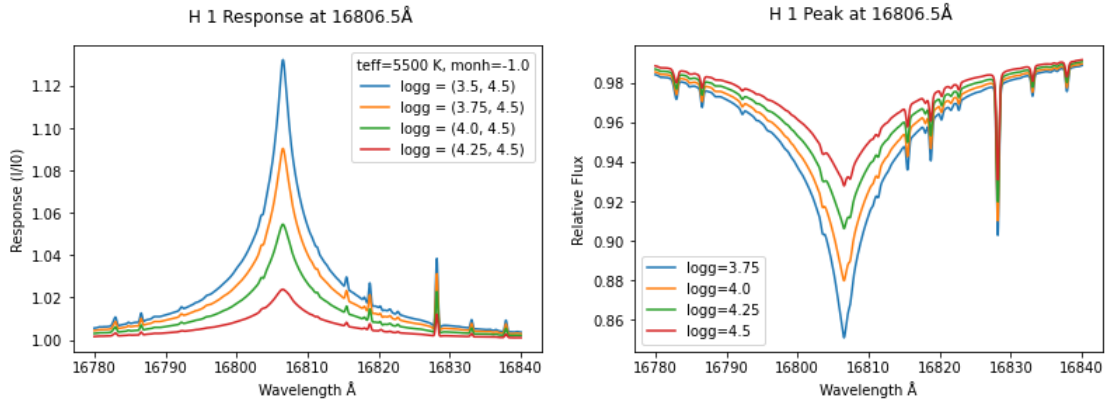 H 1 Response at 16806.5Å
Response (I/I0)
1.12
1.10
1.08
1.06
1.04
1.02
1.00
teff=5500 K, monh=-1.0
logg = (3.5, 4.5)
logg = (3.75, 4.5)
logg = (4.0, 4.5)
logg = (4.25, 4.5)
16780 16790 16800 16810 16820 16830 16840
Wavelength Å
H 1 Peak at 16806.5Å
Relative Flux
0.98
0.96
0.94
0.92
0.90
0.88
0.86
logg=3.75
logg=4.0
logg=4.25
logg=4.5
16780 16790 16800 16810 16820 16830 16840
Wavelength Å